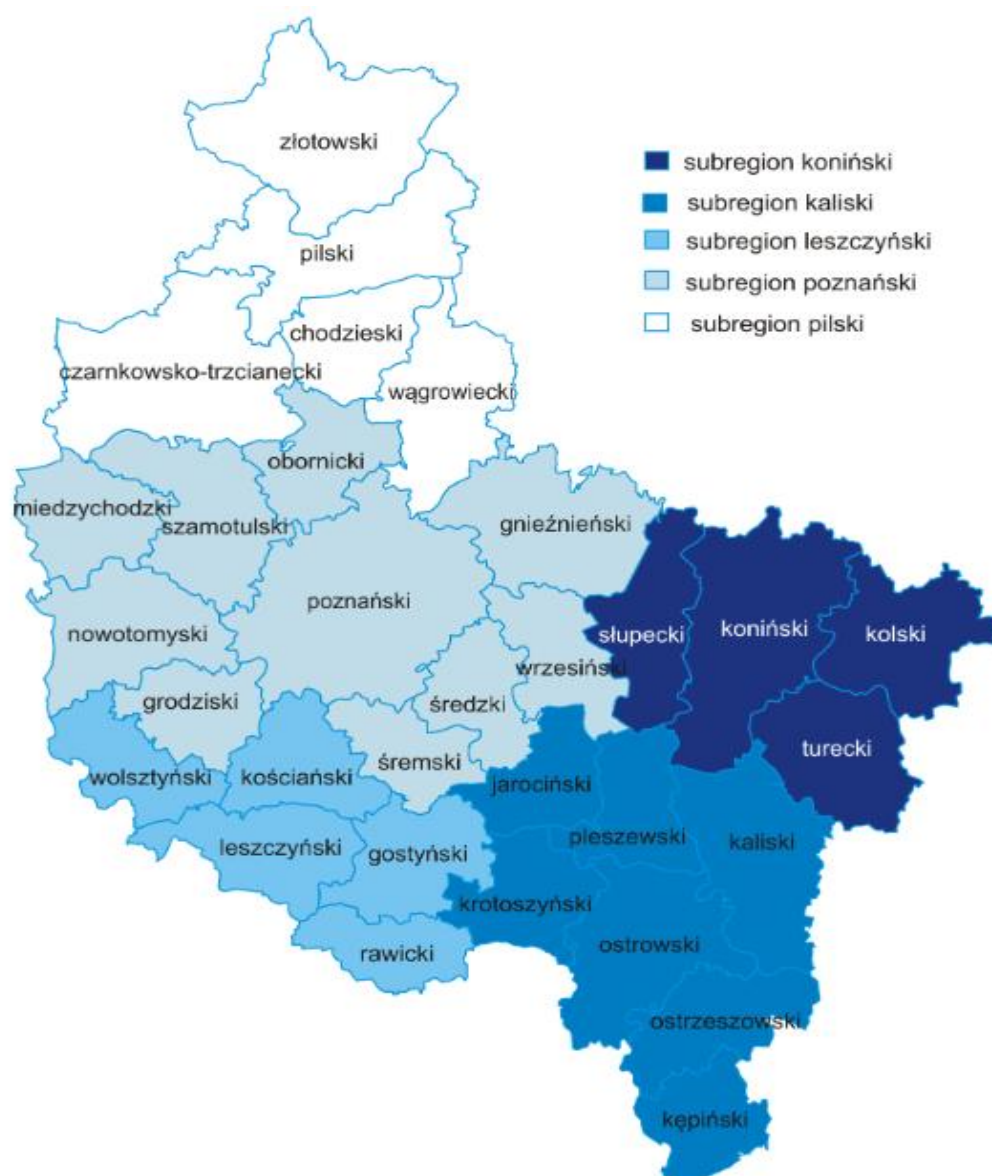 złotowski
subregion koniński
subregion kaliski
subregion leszczyński
subregion poznański
subregion pilski
pilski
chodzieski
czarnkowsko-trzcianecki
wągrowiecki
obornicki
miedzychodzki
szamotulski
gnieźnieński
poznański
nowotomyski
słupecki
koniński
kolski
wrzesiński
grodziski
średzki
śremski
turecki
wolsztyński
kościański
jarociński
pleszewski
kaliski
leszczyński
gostyński
krotoszyński
ostrowski
rawicki
ostrzeszowski
kępiński